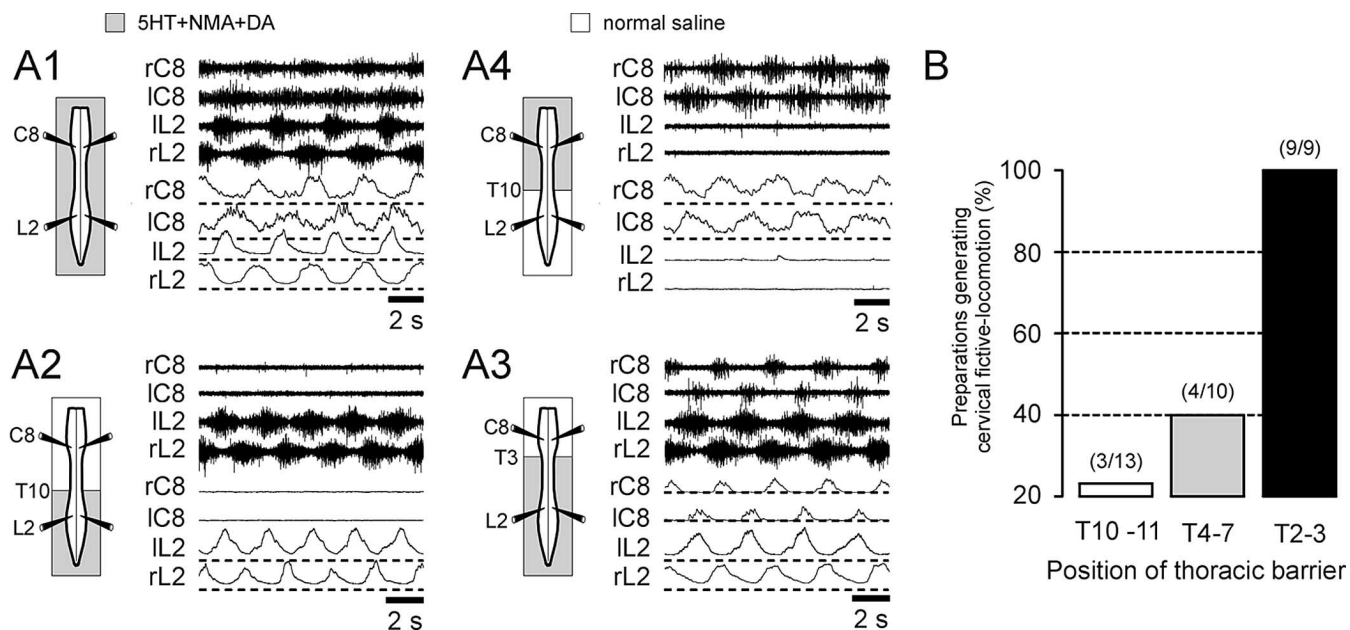 5HT+NMA+DA
normal saline
A1
C8
L2
rC8
lC8
lL2
rL2
rC8
lC8
lL2
rL2
2 s
A4
C8
T10
L2
rC8
lC8
lL2
rL2
rC8
lC8
lL2
rL2
2 s
A2
C8
T10
L2
rC8
lC8
lL2
rL2
rC8
lC8
lL2
rL2
2 s
A3
C8
T3
L2
rC8
lC8
lL2
rL2
rC8
lC8
lL2
rL2
2 s
B
Preparations generating
cervical fictive-locomotion (%)
100
80
60
40
20
(3/13)
(4/10)
(9/9)
T10 -11
T4-7
T2-3
Position of thoracic barrier